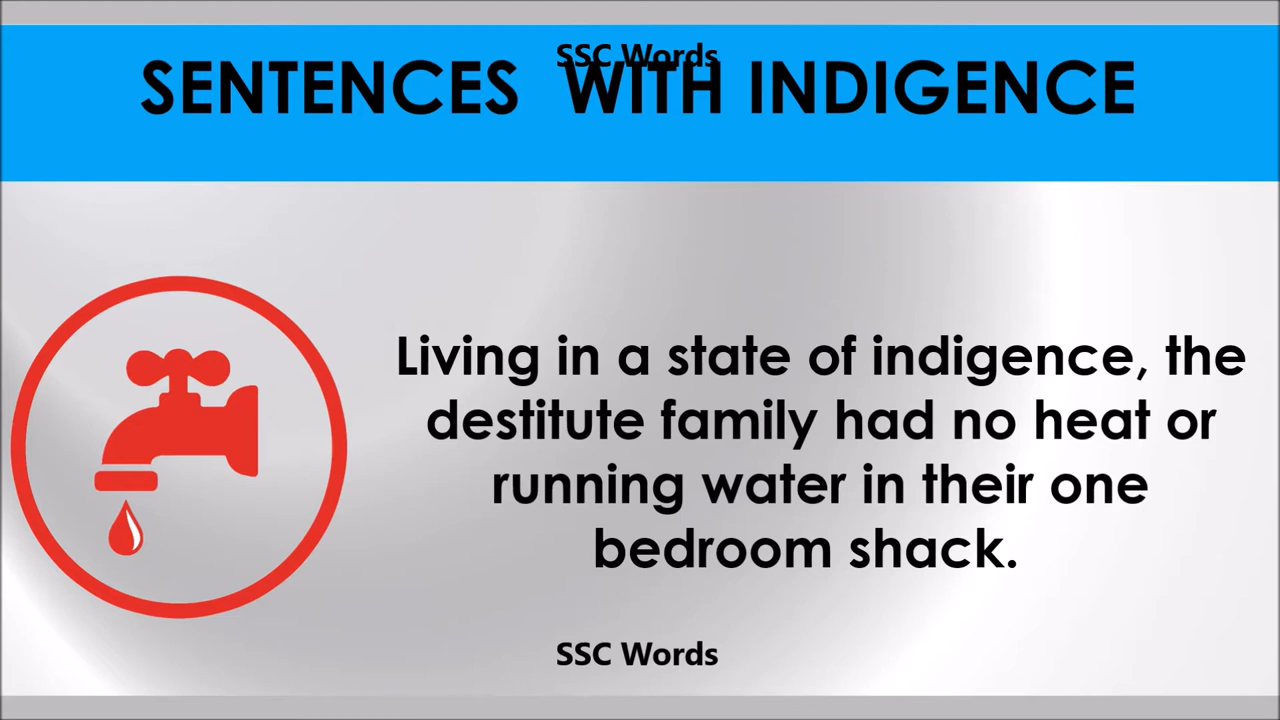 SSC Words
SENTENCES WITH INDIGENCE
Living in a state of indigence, the
destitute family had no heat or
running water in their one
bedroom shack.
SSC Words